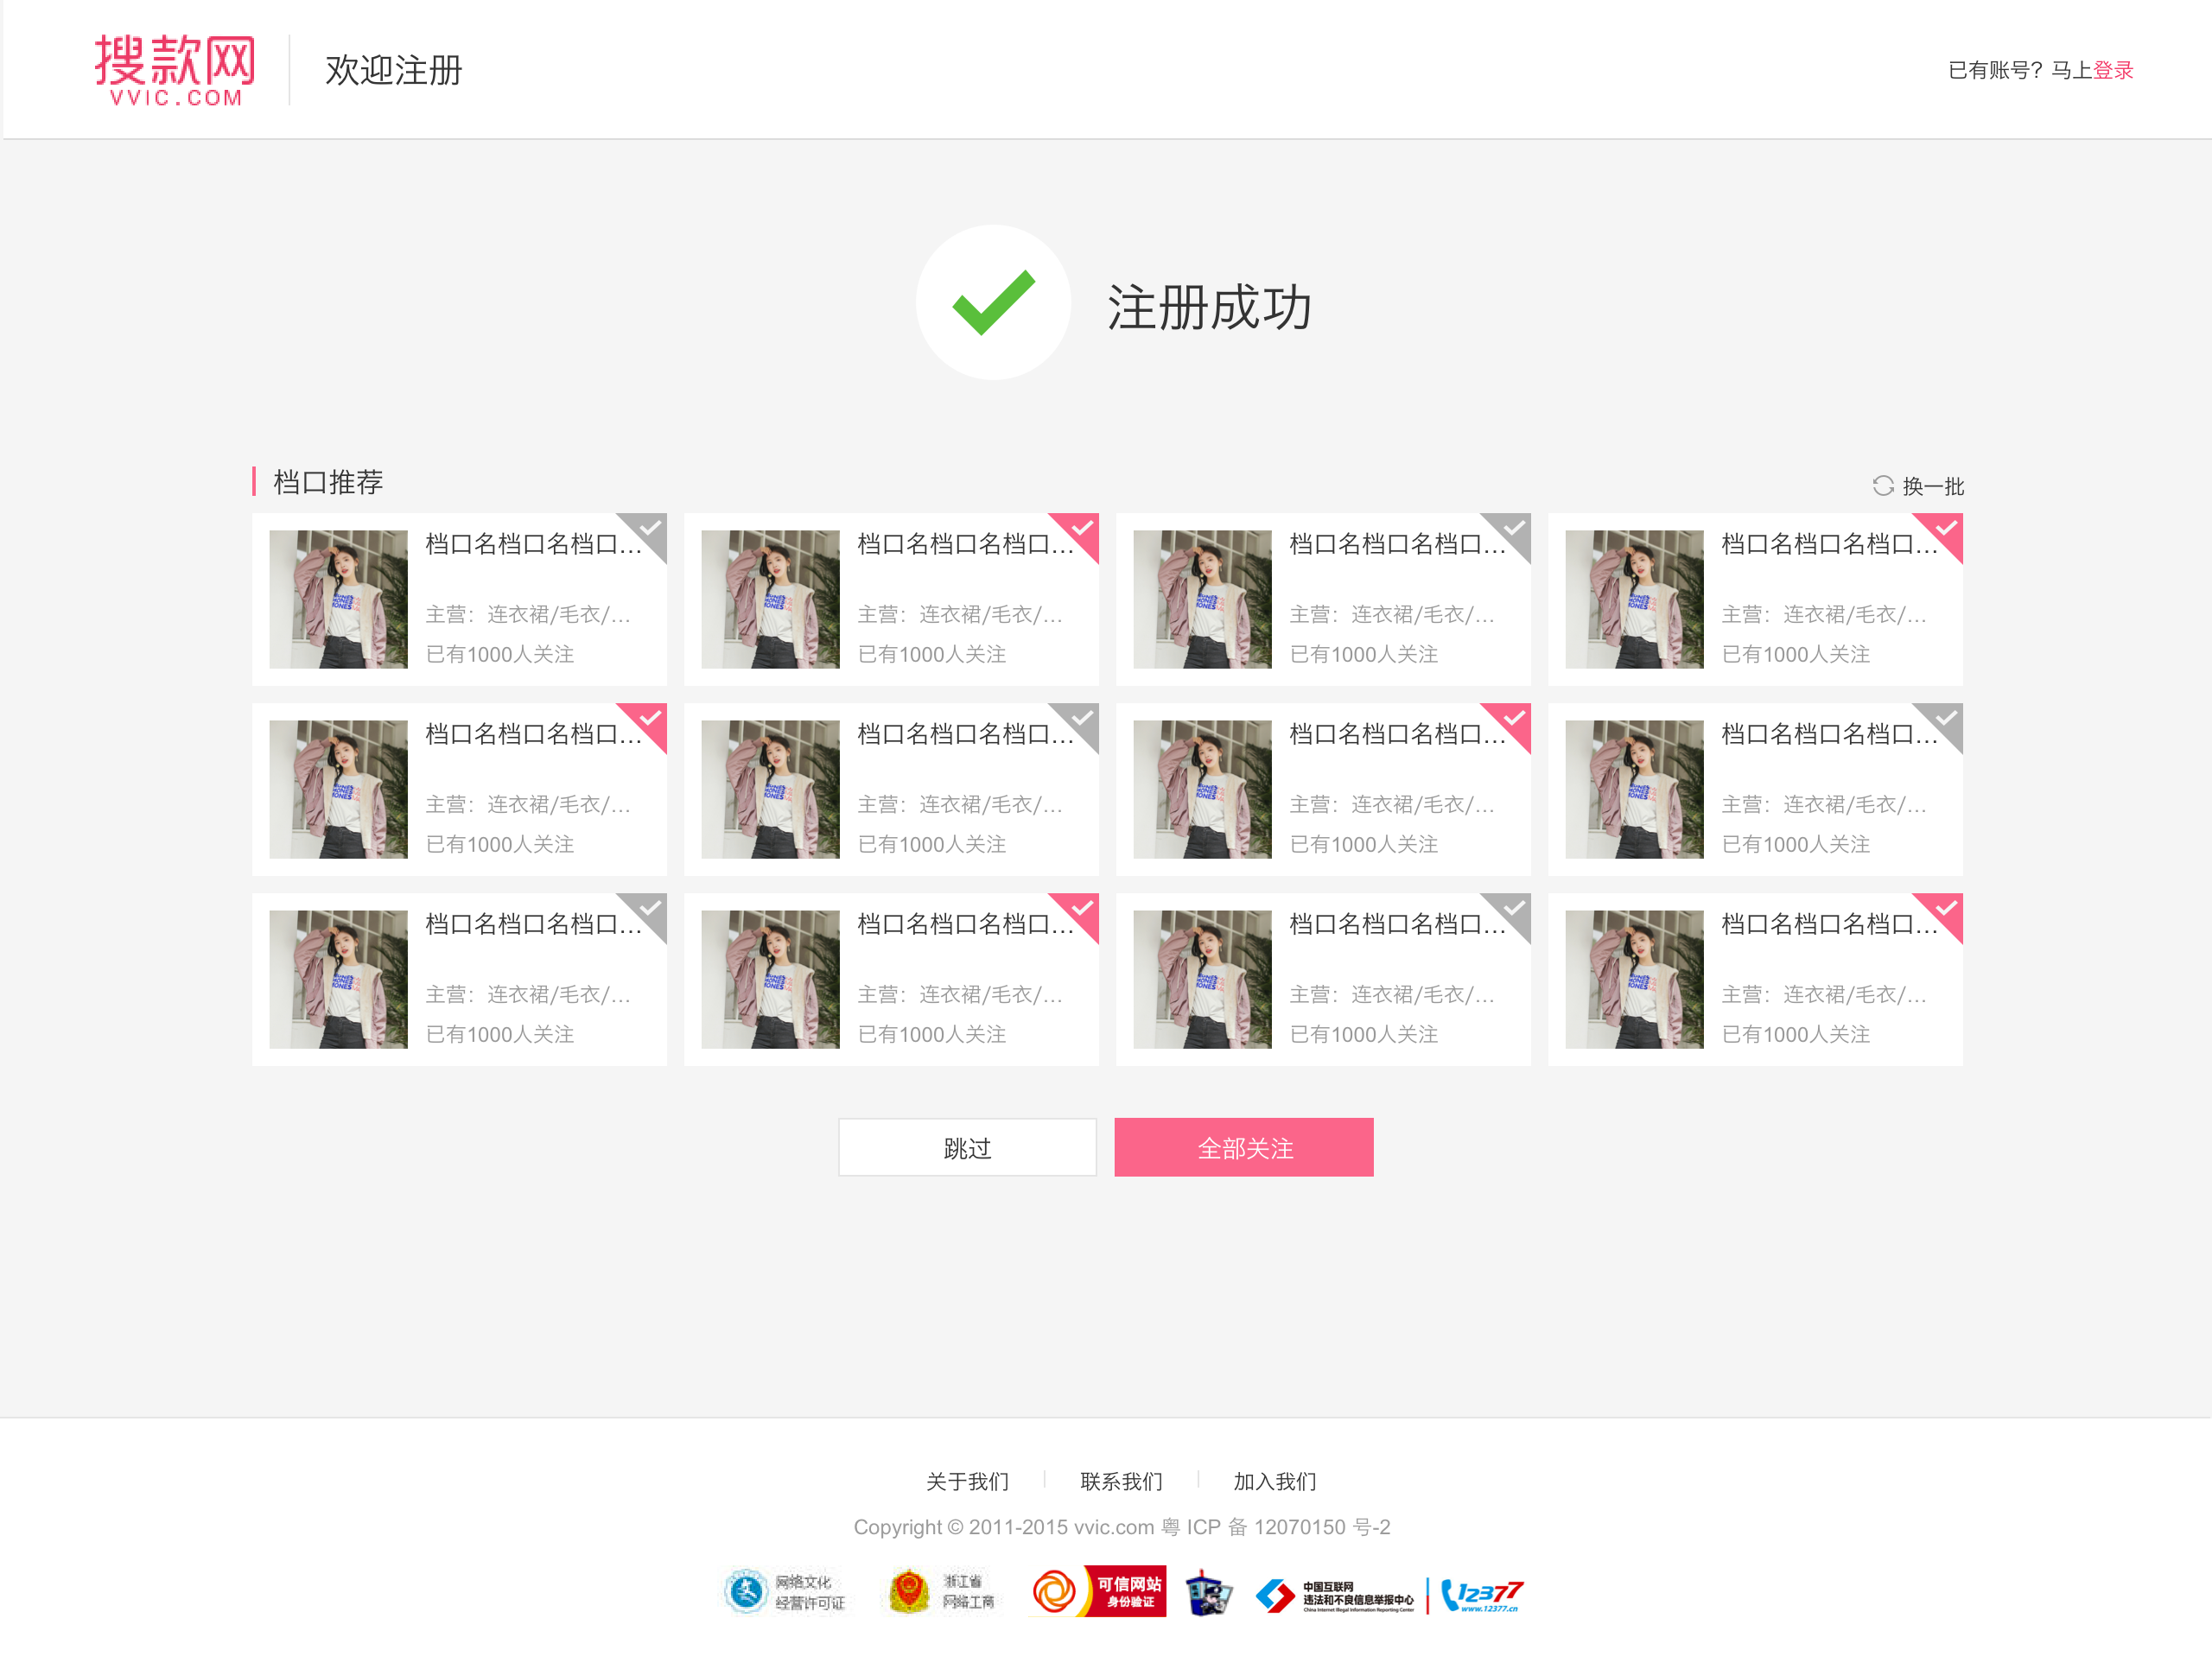 搜款网
VVIC.COM
欢迎注册
已有账号？马上登录
注册成功
档口推荐
换一批
档口名档口名档口...
主营：连衣裙/毛衣/...
已有1000人关注
档口名档口名档口...
主营：连衣裙/毛衣/...
已有1000人关注
档口名档口名档口...
主营：连衣裙/毛衣/...
已有1000人关注
档口名档口名档口...
主营：连衣裙/毛衣/...
已有1000人关注
档口名档口名档口...
主营：连衣裙/毛衣/...
已有1000人关注
档口名档口名档口...
主营：连衣裙/毛衣/...
已有1000人关注
档口名档口名档口...
主营：连衣裙/毛衣/...
已有1000人关注
档口名档口名档口...
主营：连衣裙/毛衣/...
已有1000人关注
档口名档口名档口...
主营：连衣裙/毛衣/...
已有1000人关注
档口名档口名档口...
主营：连衣裙/毛衣/...
已有1000人关注
档口名档口名档口...
主营：连衣裙/毛衣/...
已有1000人关注
档口名档口名档口...
主营：连衣裙/毛衣/...
已有1000人关注
跳过
全部关注
关于我们
联系我们
加入我们
Copyright © 2011-2015 vvic.com 粤 ICP 备 12070150 号-2
网络文化
经营许可证
浙江省
网络工商
可信网站
身份验证
中国互联网
违法和不良信息举报中心
China Internet Illegal Information Reporting Center
12377
www.12377.cn